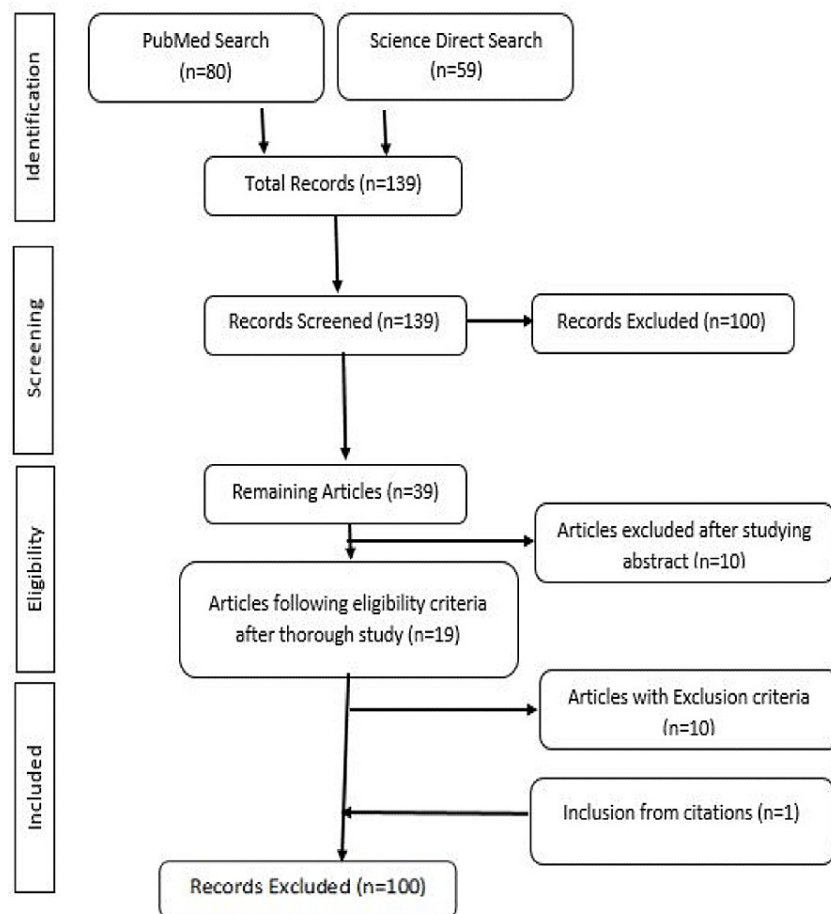 Identification
PubMed Search
(n=80)
Science Direct Search
(n=59)
Total Records (n=139)
Screening
Records Screened (n=139)
Records Excluded (n=100)
Eligibility
Remaining Articles (n=39)
Articles excluded after studying
abstract (n=10)
Articles following eligibility criteria
after thorough study (n=19)
Included
Articles with Exclusion criteria
(n=10)
Inclusion from citations (n=1)
Records Excluded (n=100)